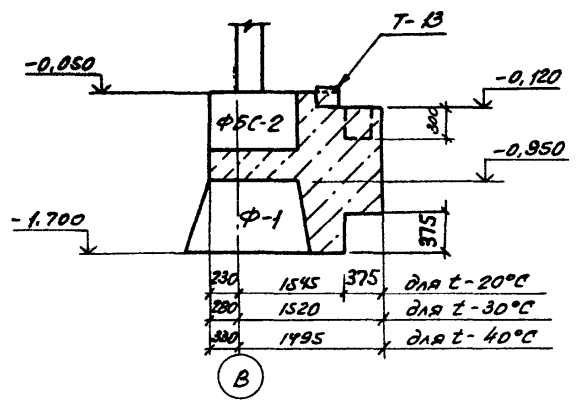 Т-13
-0,050
-0,120
ФБС-2
300
-0,950
Ф-1
-1.700
375
230 1545 375 для t-20°С
280 1520 для t-30°С
330 1495 для t-40°С
В